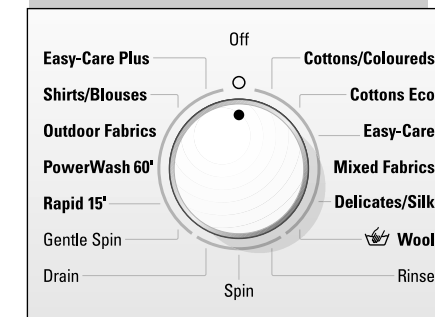 Off
Easy-Care Plus
Cottons/Coloureds
Shirts/Blouses
Cottons Eco
Outdoor Fabrics
Easy-Care
PowerWash 60'
Mixed Fabrics
Rapid 15'
Delicates/Silk
Gentle Spin
Wool
Drain
Rinse
Spin